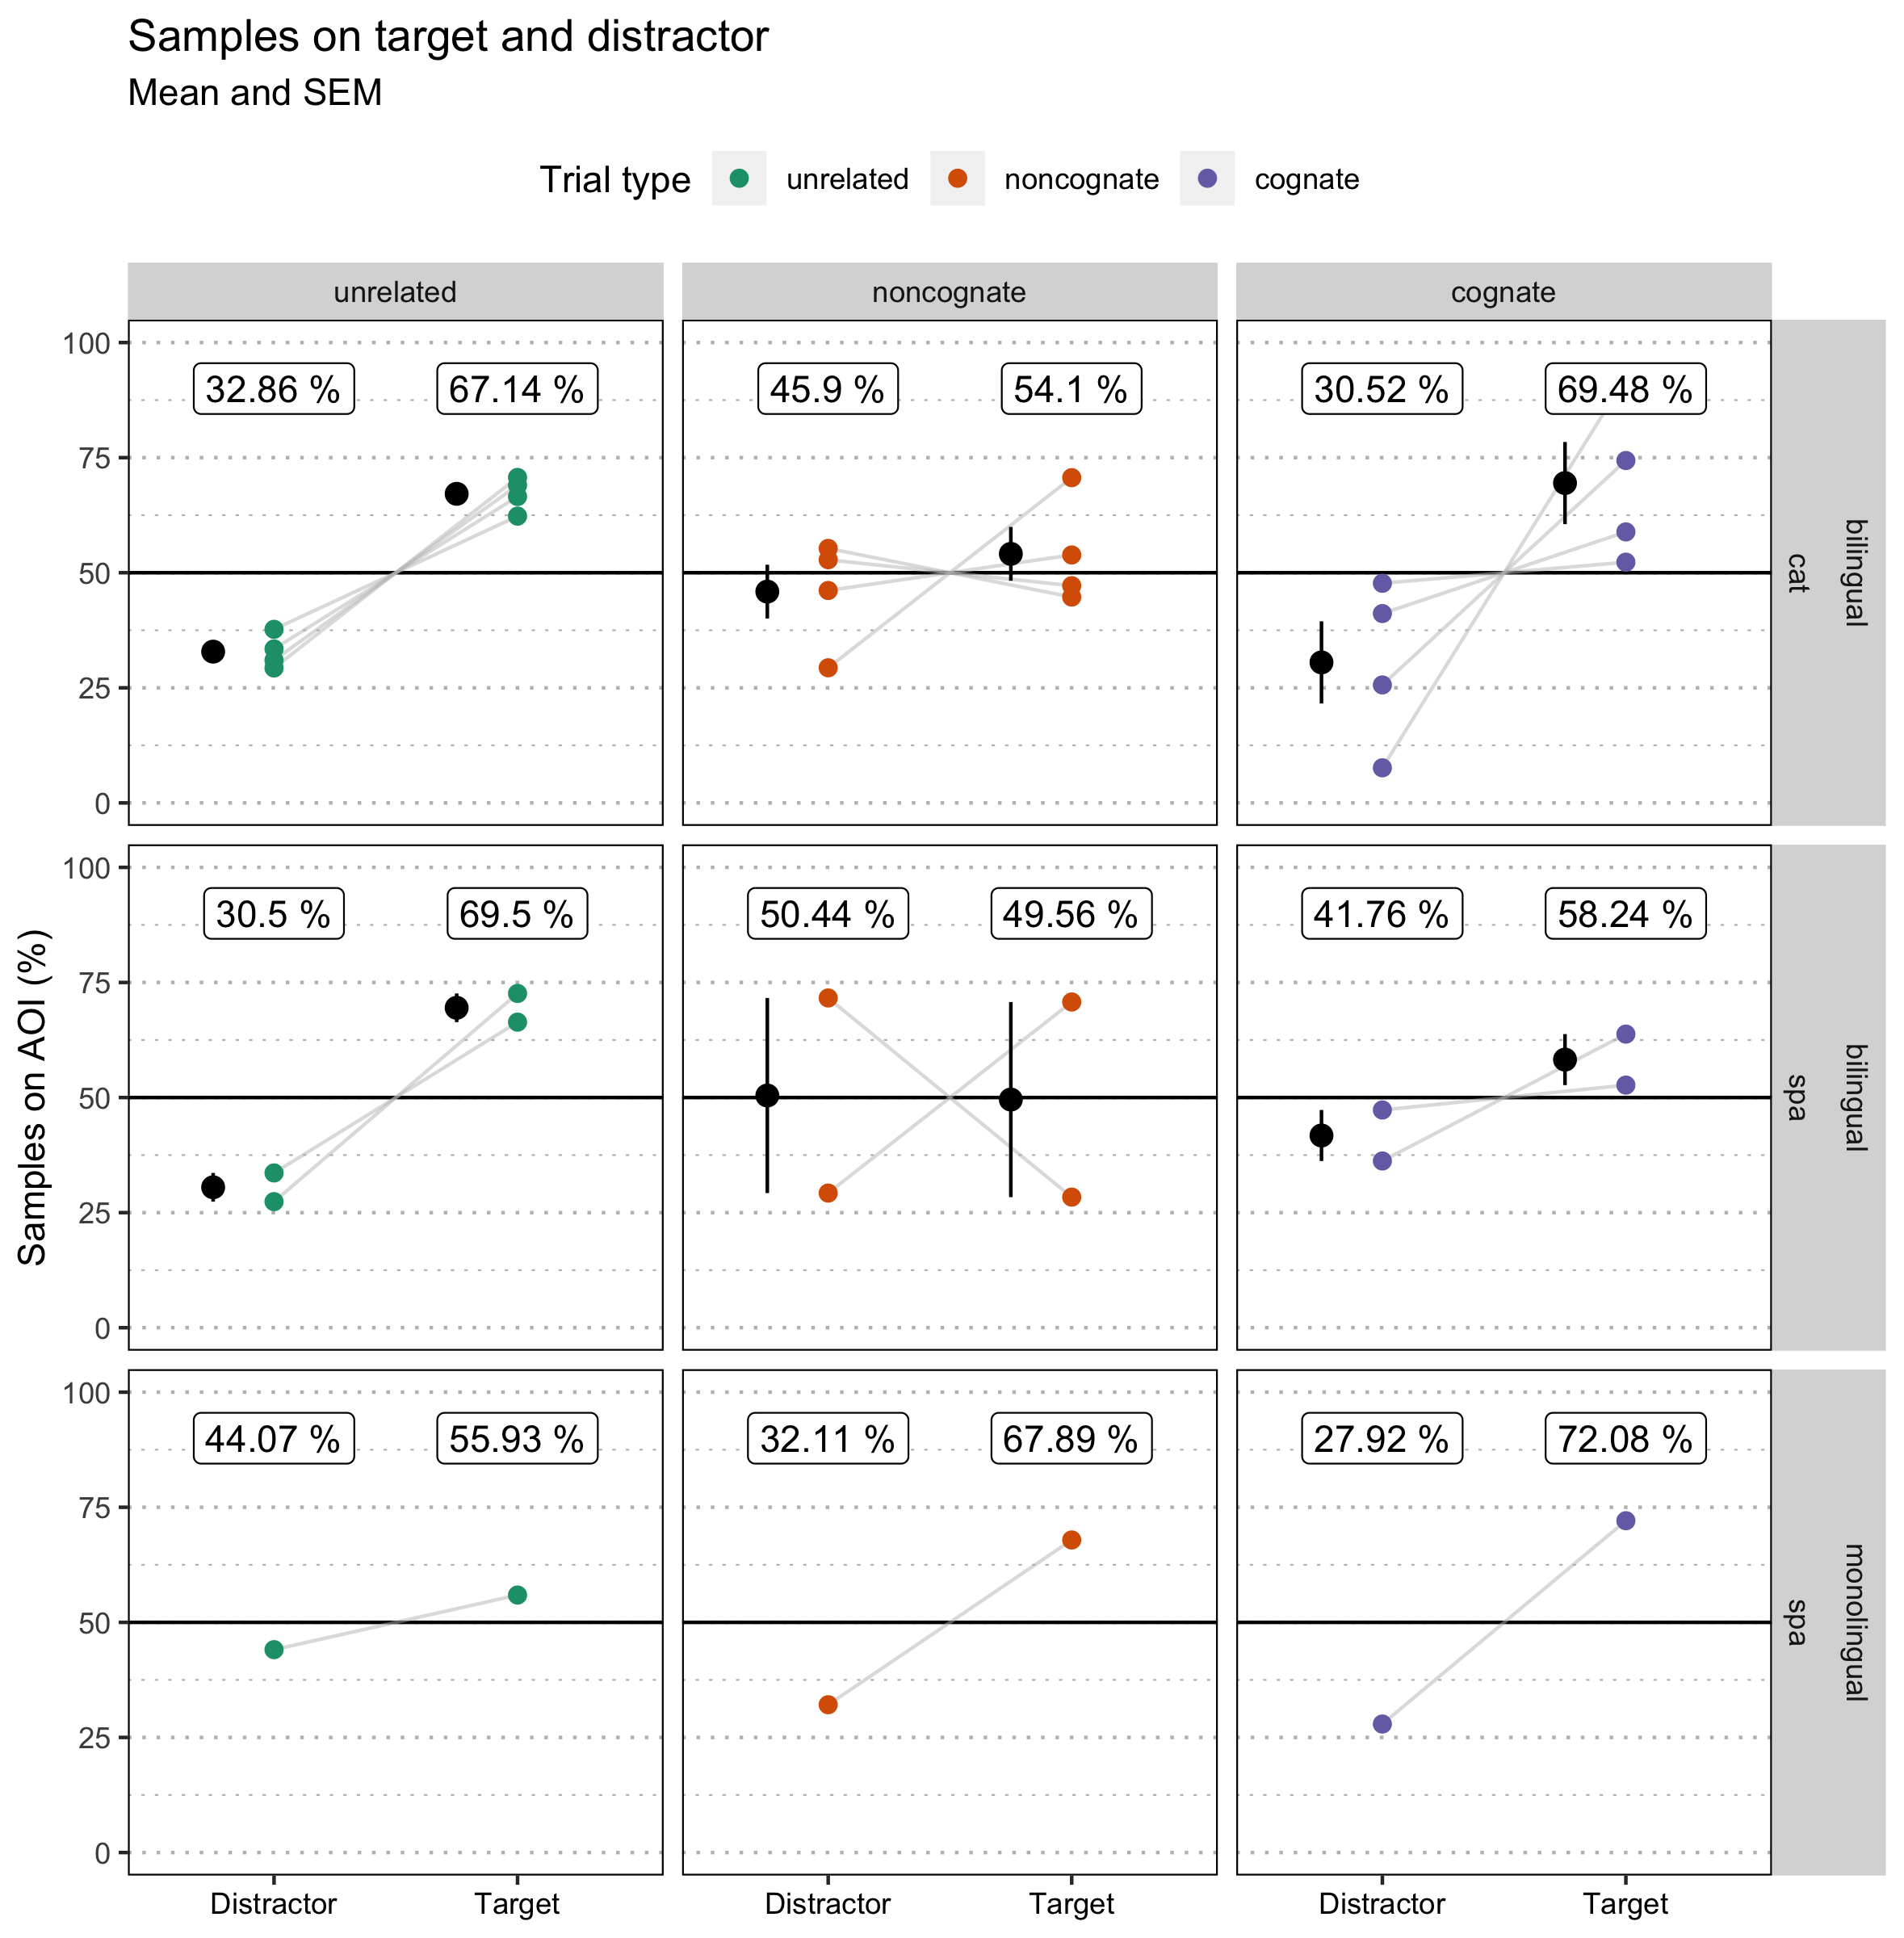 Samples on target and distractor
Mean and SEM
Trial type unrelated noncognate cognate
unrelated noncognate cognate
100
75
50
25
0
32.86 % 67.14 % 45.9 % 54.1 % 30.52 % 69.48 %
cat bilingual
100
75
50
25
0
30.5 % 69.5 % 50.44 % 49.56 % 41.76 % 58.24 %
spa bilingual
100
75
50
25
0
44.07 % 55.93 % 32.11 % 67.89 % 27.92 % 72.08 %
spa monolingual
Samples on AOI (%)
Distractor Target Distractor Target Distractor Target